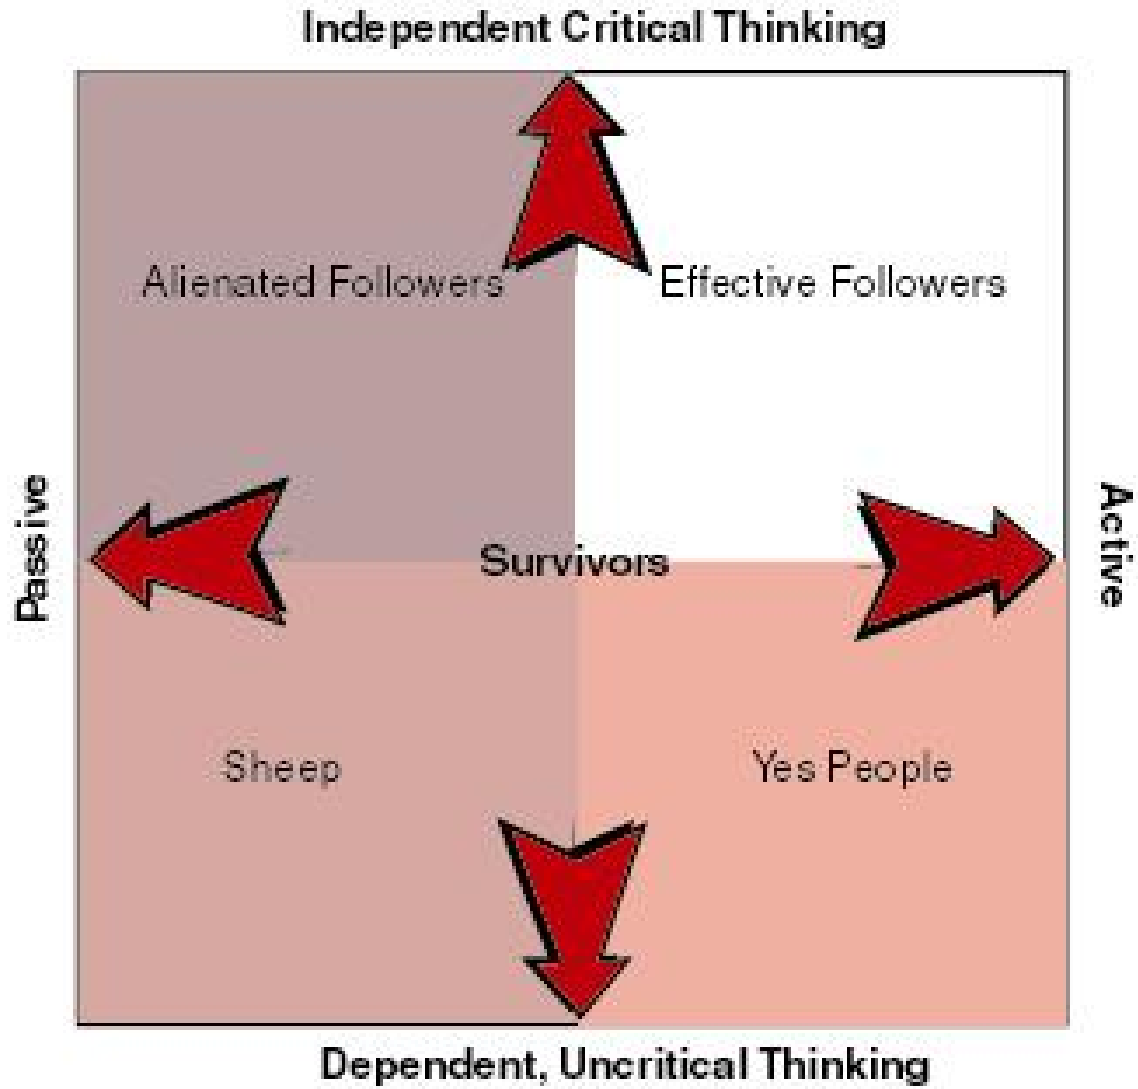 Independent Critical Thinking
Alienated Followers
Effective Followers
Passive
Survivors
Active
Sheep
Yes People
Dependent, Uncritical Thinking